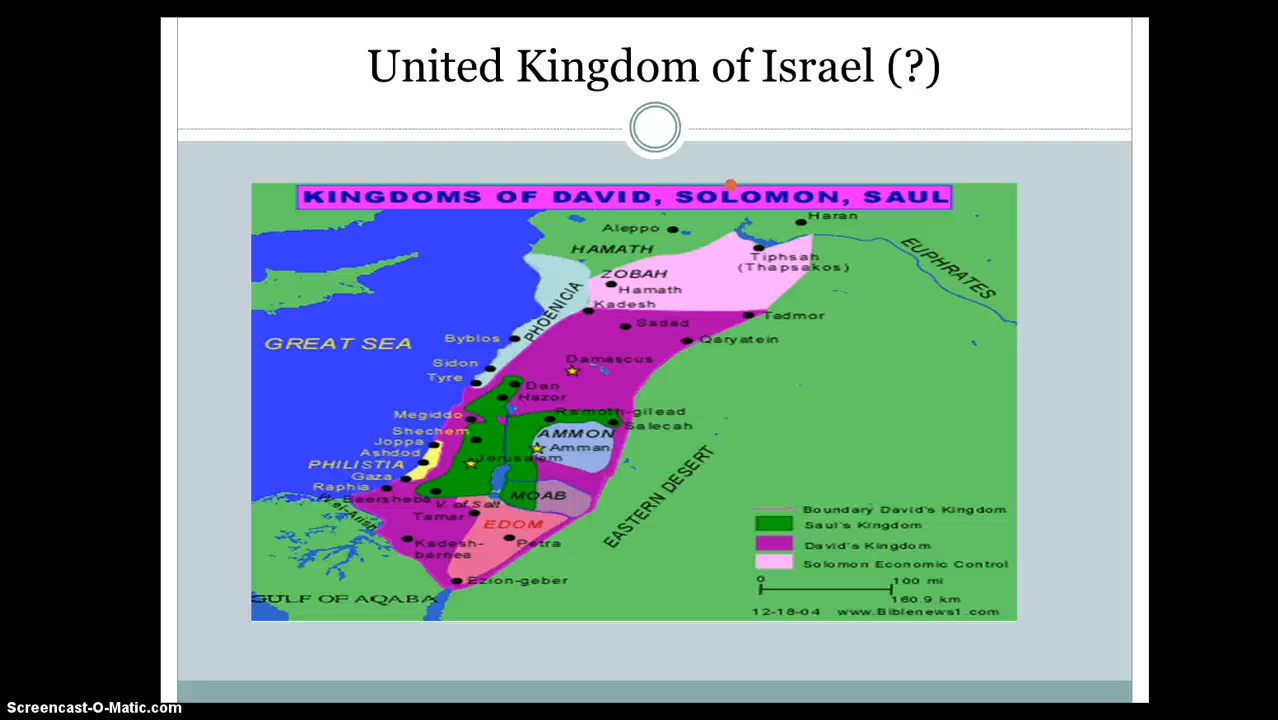 United Kingdom of Israel (?)
KINGDOMS OF DAVID, SOLOMON, SAUL
Haran
Aleppo
HAMATH
EUPHRATES
Tiphsah
(Thapsakos)
ZOBAH
Hamath
PHOENICIA
Kadesh
Tadmor
Sadad
GREAT SEA
Byblos
Qaryatein
Damascus
Sidon
Tyre
Dan
Hazor
Megiddo
Ramoth-gilead
Salecah
Shechem
AMMON
Joppa
Amman
Ashdod
Jerusalem
PHILISTIA
Gaza
Raphia
EASTERN DESERT
Beersheba
MOAB
W.el-Arish
V. of Salt
Tamar
EDOM
Kadesh-
barnea
Petra
Ezion-geber
GULF OF AQABA
Boundary David's Kingdom
Saul's Kingdom
David's Kingdom
Solomon Economic Control
0 100 mi
160.9 km
12-18-04 www.Biblenews1.com
Screencast-O-Matic.com